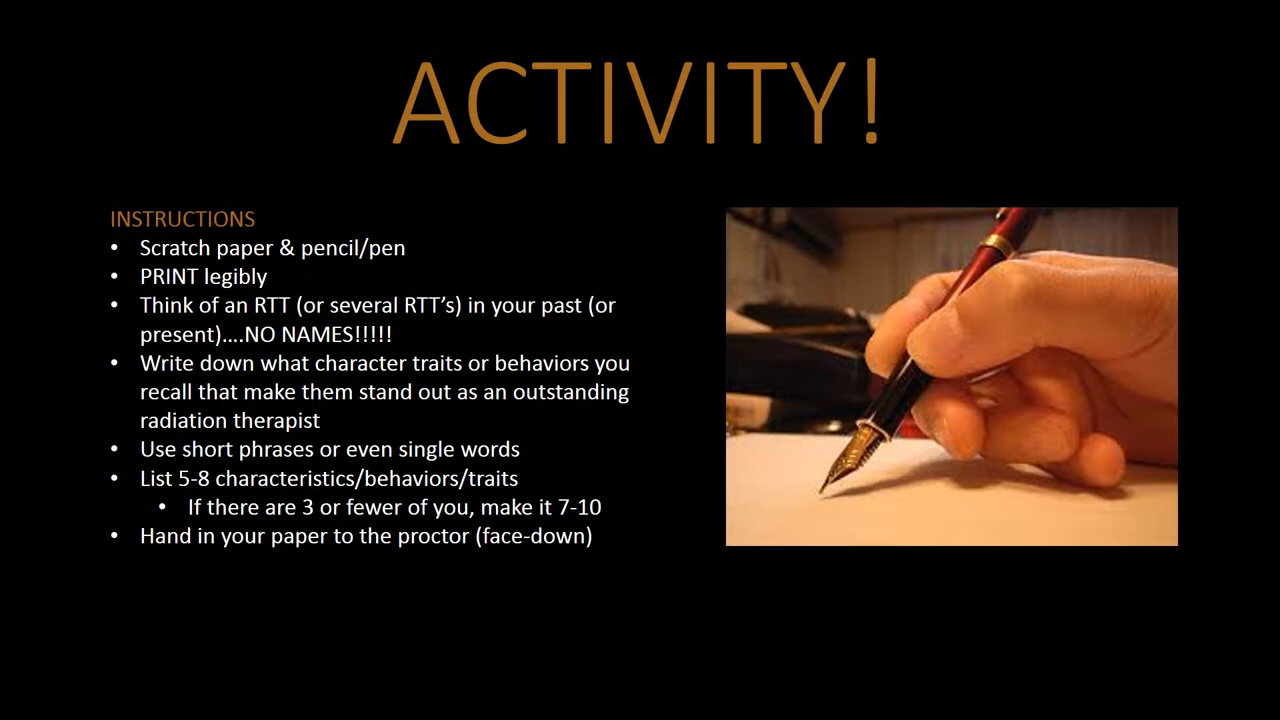 ACTIVITY!
INSTRUCTIONS
• Scratch paper & pencil/pen
• PRINT legibly
• Think of an RTT (or several RTT’s) in your past (or
present)....NO NAMES!!!!!
• Write down what character traits or behaviors you
recall that make them stand out as an outstanding
radiation therapist
• Use short phrases or even single words
• List 5-8 characteristics/behaviors/traits
• If there are 3 or fewer of you, make it 7-10
• Hand in your paper to the proctor (face-down)